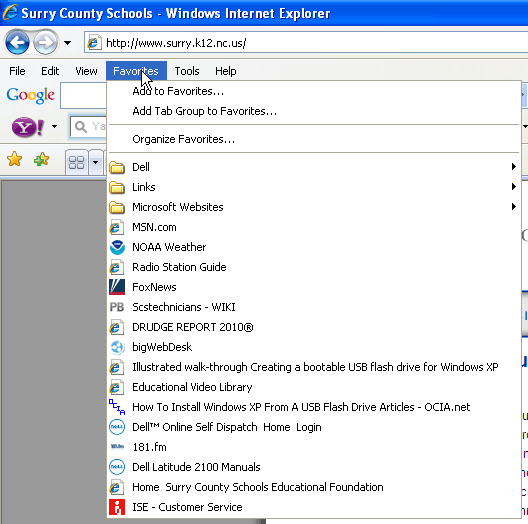 Surry County Schools - Windows Internet Explorer
http://www.surry.k12.nc.us/
File Edit View Favorites Tools Help
Google
Y!
Add to Favorites...
Add Tab Group to Favorites...
Organize Favorites...
Dell
Links
Microsoft Websites
MSN.com
NOAA Weather
Radio Station Guide
FoxNews
PB Scstechnicians - WIKI
DRUDGE REPORT 2010®
bigWebDesk
Illustrated walk-through Creating a bootable USB flash drive for Windows XP
Educational Video Library
How To Install Windows XP From A USB Flash Drive Articles - OCIA.net
Dell™ Online Self Dispatch Home Login
181.fm
Dell Latitude 2100 Manuals
Home Surry County Schools Educational Foundation
ISE - Customer Service